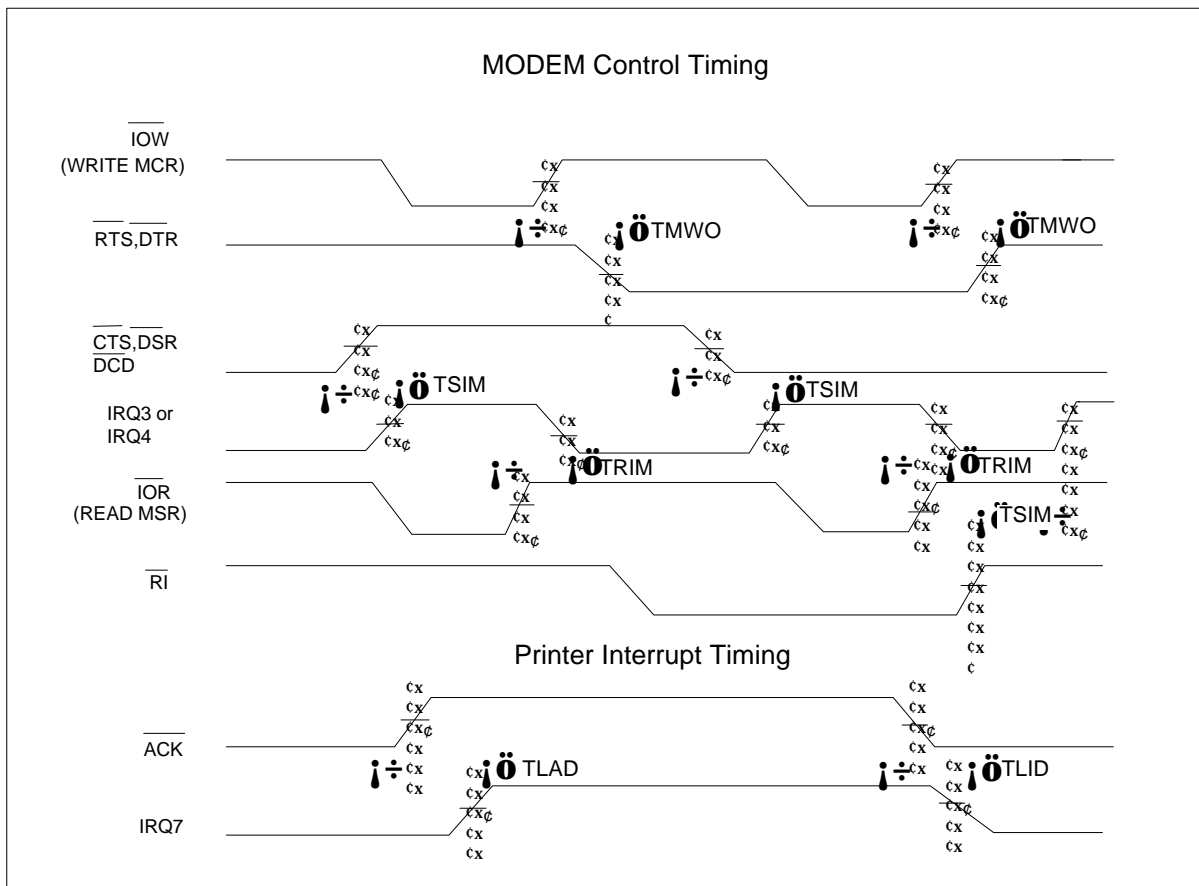 MODEM Control Timing
IOW
(WRITE MCR)
RTS,DTR
TMWO
TMWO
CTS,DSR
DCD
TSIM
TSIM
IRQ3 or
IRQ4
TRIM
TRIM
IOR
(READ MSR)
TSIM
RI
Printer Interrupt Timing
ACK
TLAD
TLID
IRQ7